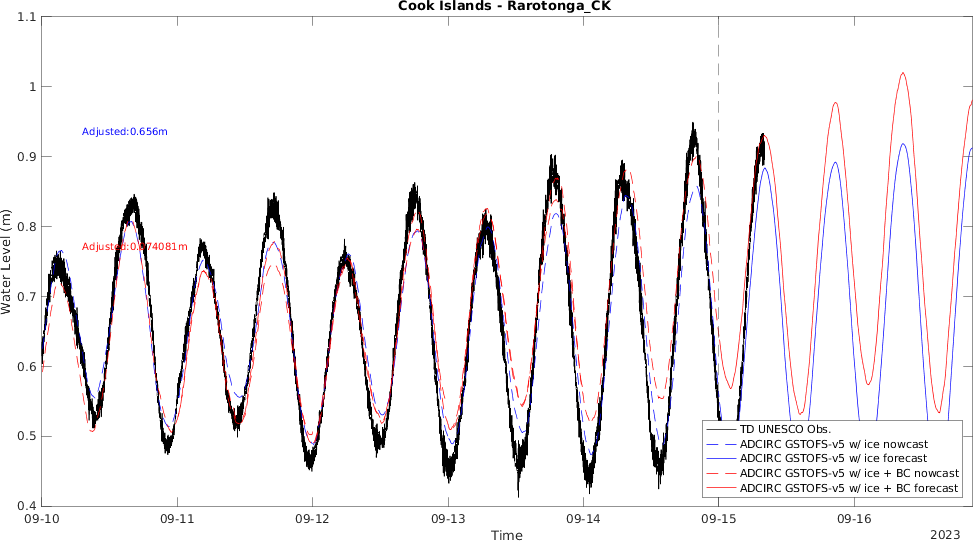 Cook Islands - Rarotonga_CK
1.1
1
0.9
0.8
0.7
0.6
0.5
0.4
Water Level (m)
Adjusted:0.656m
Adjusted:0.674081m
TD UNESCO Obs.
ADCIRC GSTOFS-v5 w/ ice nowcast
ADCIRC GSTOFS-v5 w/ ice forecast
ADCIRC GSTOFS-v5 w/ ice + BC nowcast
ADCIRC GSTOFS-v5 w/ ice + BC forecast
09-10 09-11 09-12 09-13 09-14 09-15 09-16
Time
2023